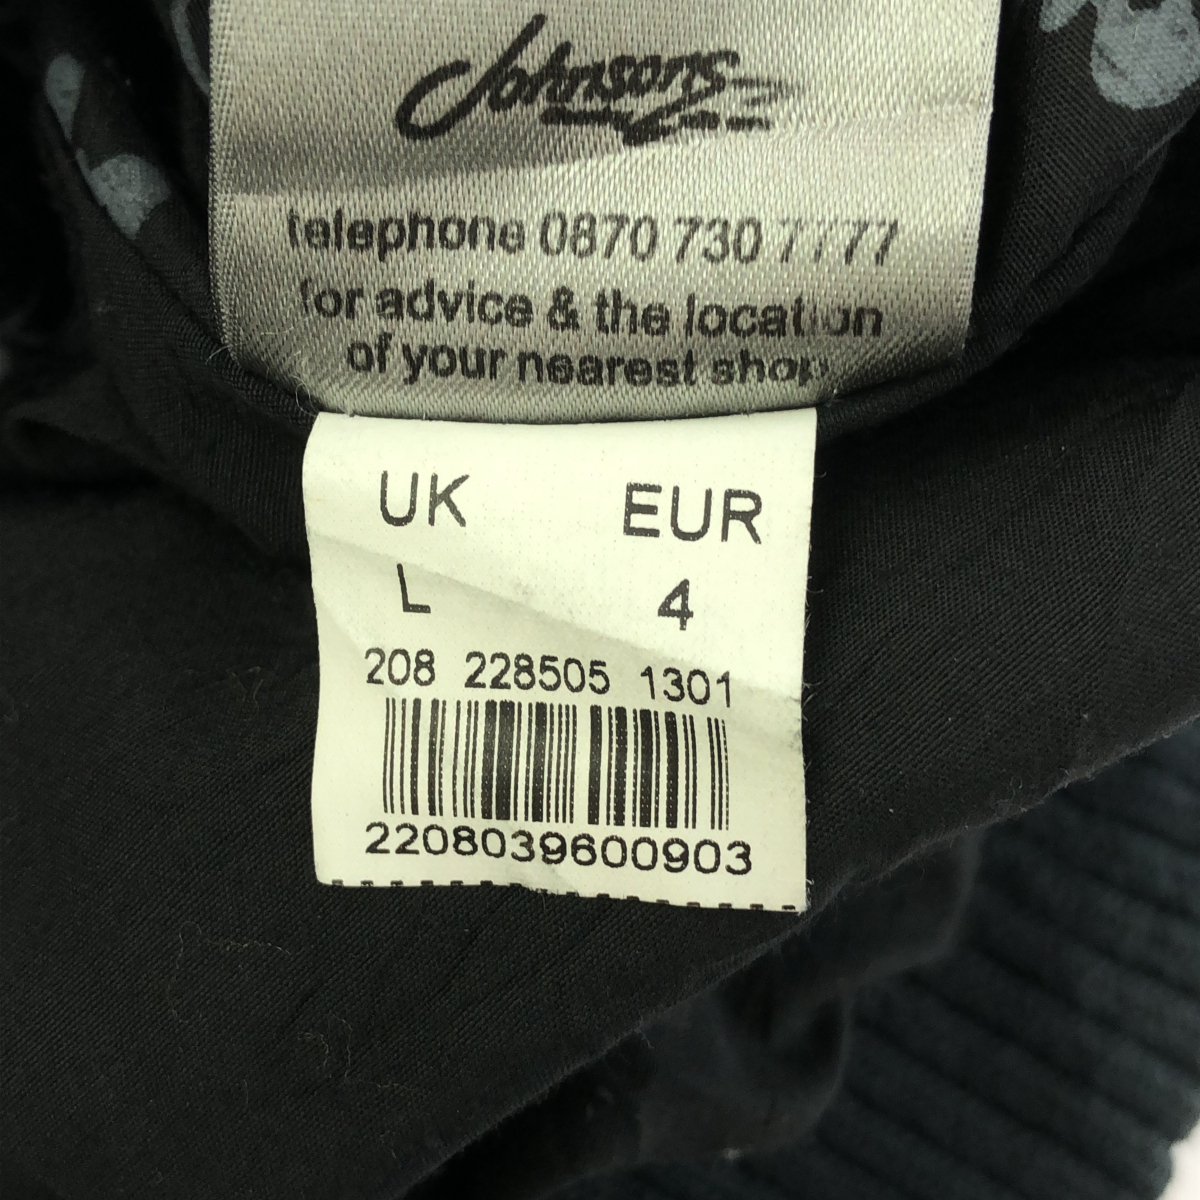 Johnsons
telephone 0870 730 7777
for advice & the location
of your nearest shop
UK EUR
L 4
208 228505 1301
2208039600903